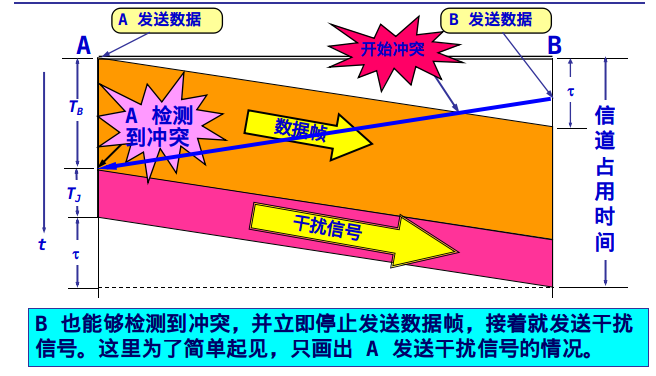 A 发送数据
B 发送数据
A
开始冲突
B
T_B
A 检测
到冲突
数据帧
τ
信道占用时间
T_J
干扰信号
t
τ
B 也能够检测到冲突，并立即停止发送数据帧，接着就发送干扰
信号。这里为了简单起见，只画出 A 发送干扰信号的情况。